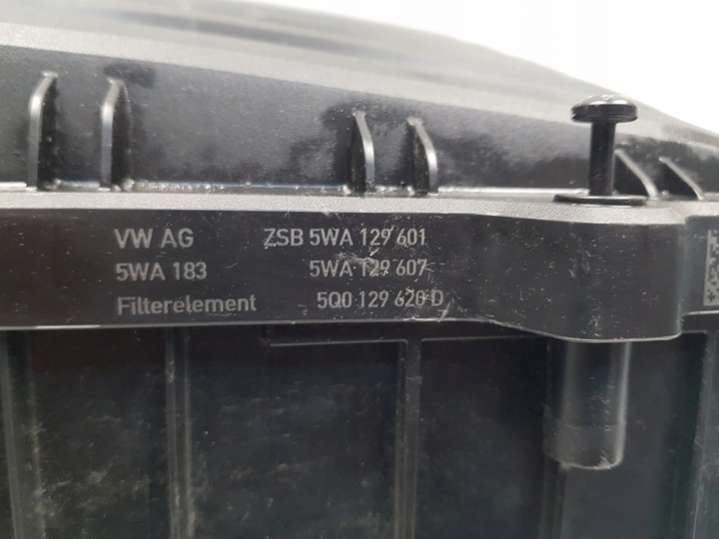 VW AG ZSB 5WA 129 601
5WA 183 5WA 129 607
Filterelement 5Q0 129 620 D